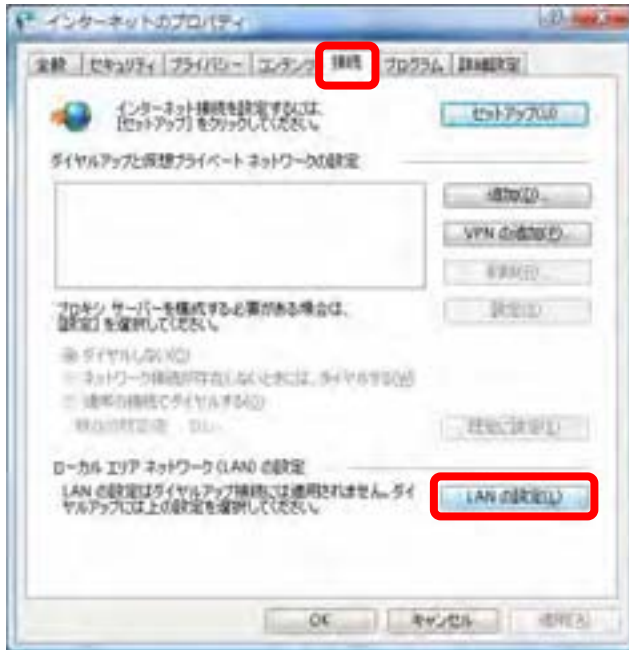 インターネットのプロパティ
全般 セキュリティ プライバシー コンテンツ 接続 プログラム 詳細設定
インターネット接続を設定するには、
[セットアップ] をクリックしてください。
セットアップ(U)
ダイヤルアップと仮想プライベート ネットワークの設定
追加(D)...
VPN の追加(P)...
削除(R)...
プロキシ サーバーを構成する必要がある場合は、
[設定] を選択してください。
設定(S)
ダイヤルしない(C)
ネットワーク接続が存在しないときには、ダイヤルする(W)
通常の接続でダイヤルする(O)
現在の既定値 なし
既定に設定(E)
ローカル エリア ネットワーク (LAN) の設定
LAN の設定はダイヤルアップ接続には適用されません。ダイ
ヤルアップには上の設定を選択してください。
LAN の設定(L)
OK キャンセル 適用(A)